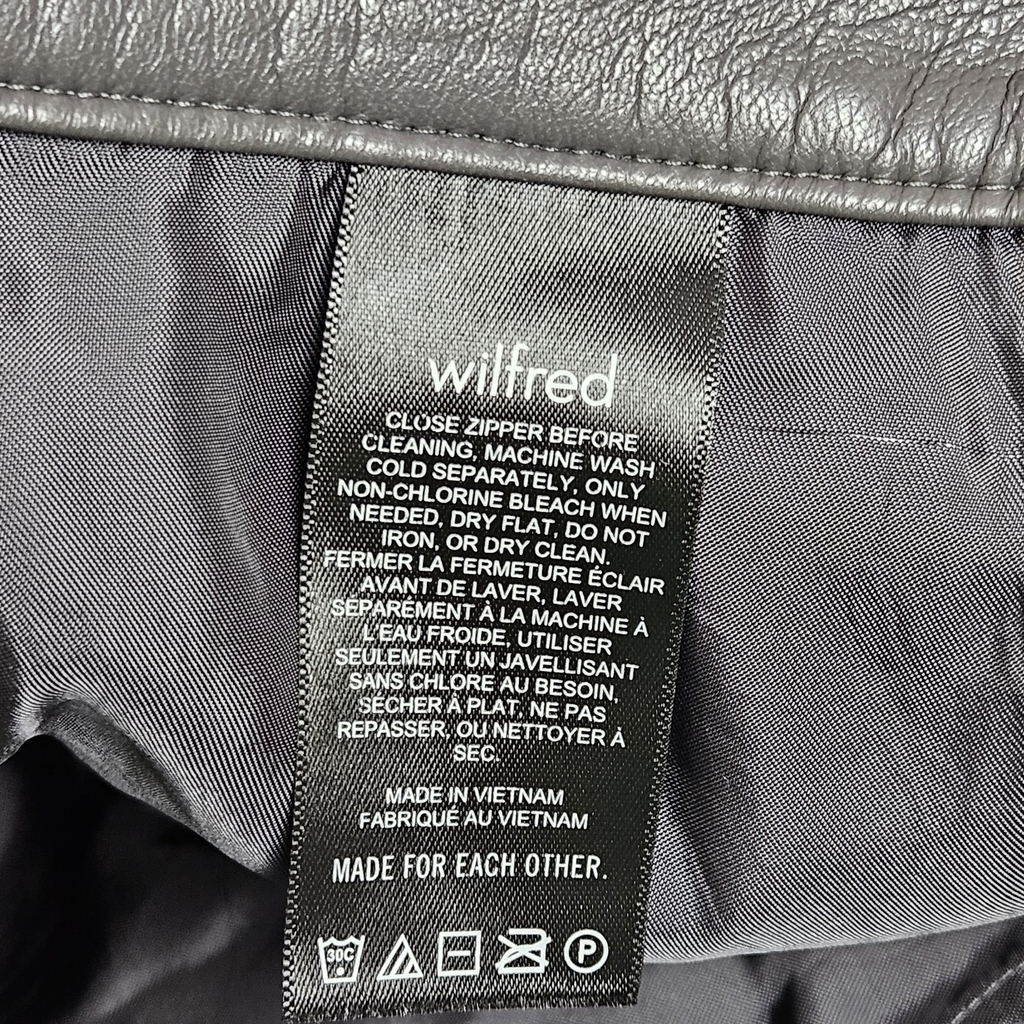 wilfred
CLOSE ZIPPER BEFORE
CLEANING, MACHINE WASH
COLD SEPARATELY, ONLY
NON-CHLORINE BLEACH WHEN
NEEDED, DRY FLAT, DO NOT
IRON, OR DRY CLEAN.
FERMER LA FERMETURE ÉCLAIR
AVANT DE LAVER, LAVER
SÉPARÉMENT À LA MACHINE À
L'EAU FROIDE, UTILISER
SEULEMENT UN JAVELLISANT
SANS CHLORE AU BESOIN,
SÉCHER À PLAT, NE PAS
REPASSER, OU NETTOYER À
SEC.
MADE IN VIETNAM
FABRIQUÉ AU VIETNAM
MADE FOR EACH OTHER.
30C P